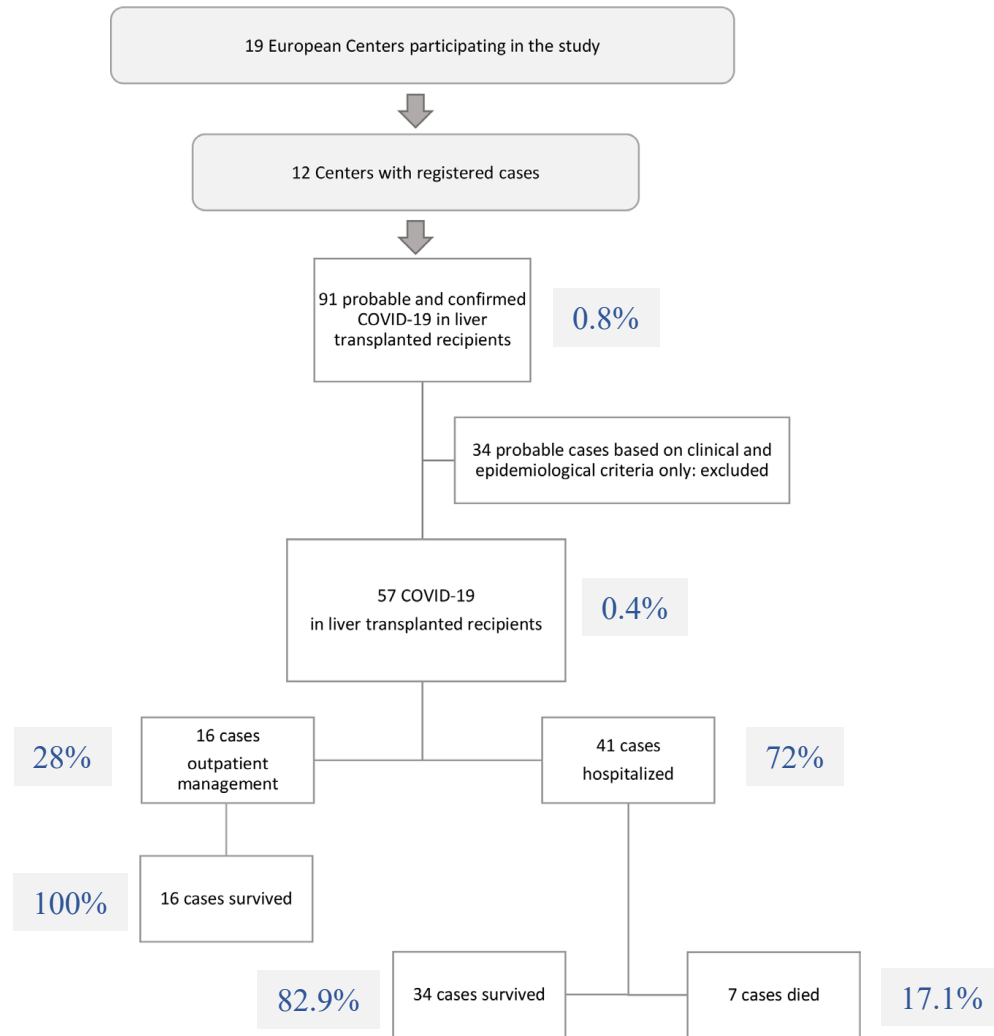 19 European Centers participating in the study
12 Centers with registered cases
91 probable and confirmed
COVID-19 in liver
transplanted recipients
0.8%
34 probable cases based on clinical and
epidemiological criteria only: excluded
57 COVID-19
in liver transplanted recipients
0.4%
28%
16 cases
outpatient
management
41 cases
hospitalized
72%
100%
16 cases survived
82.9%
34 cases survived
7 cases died
17.1%